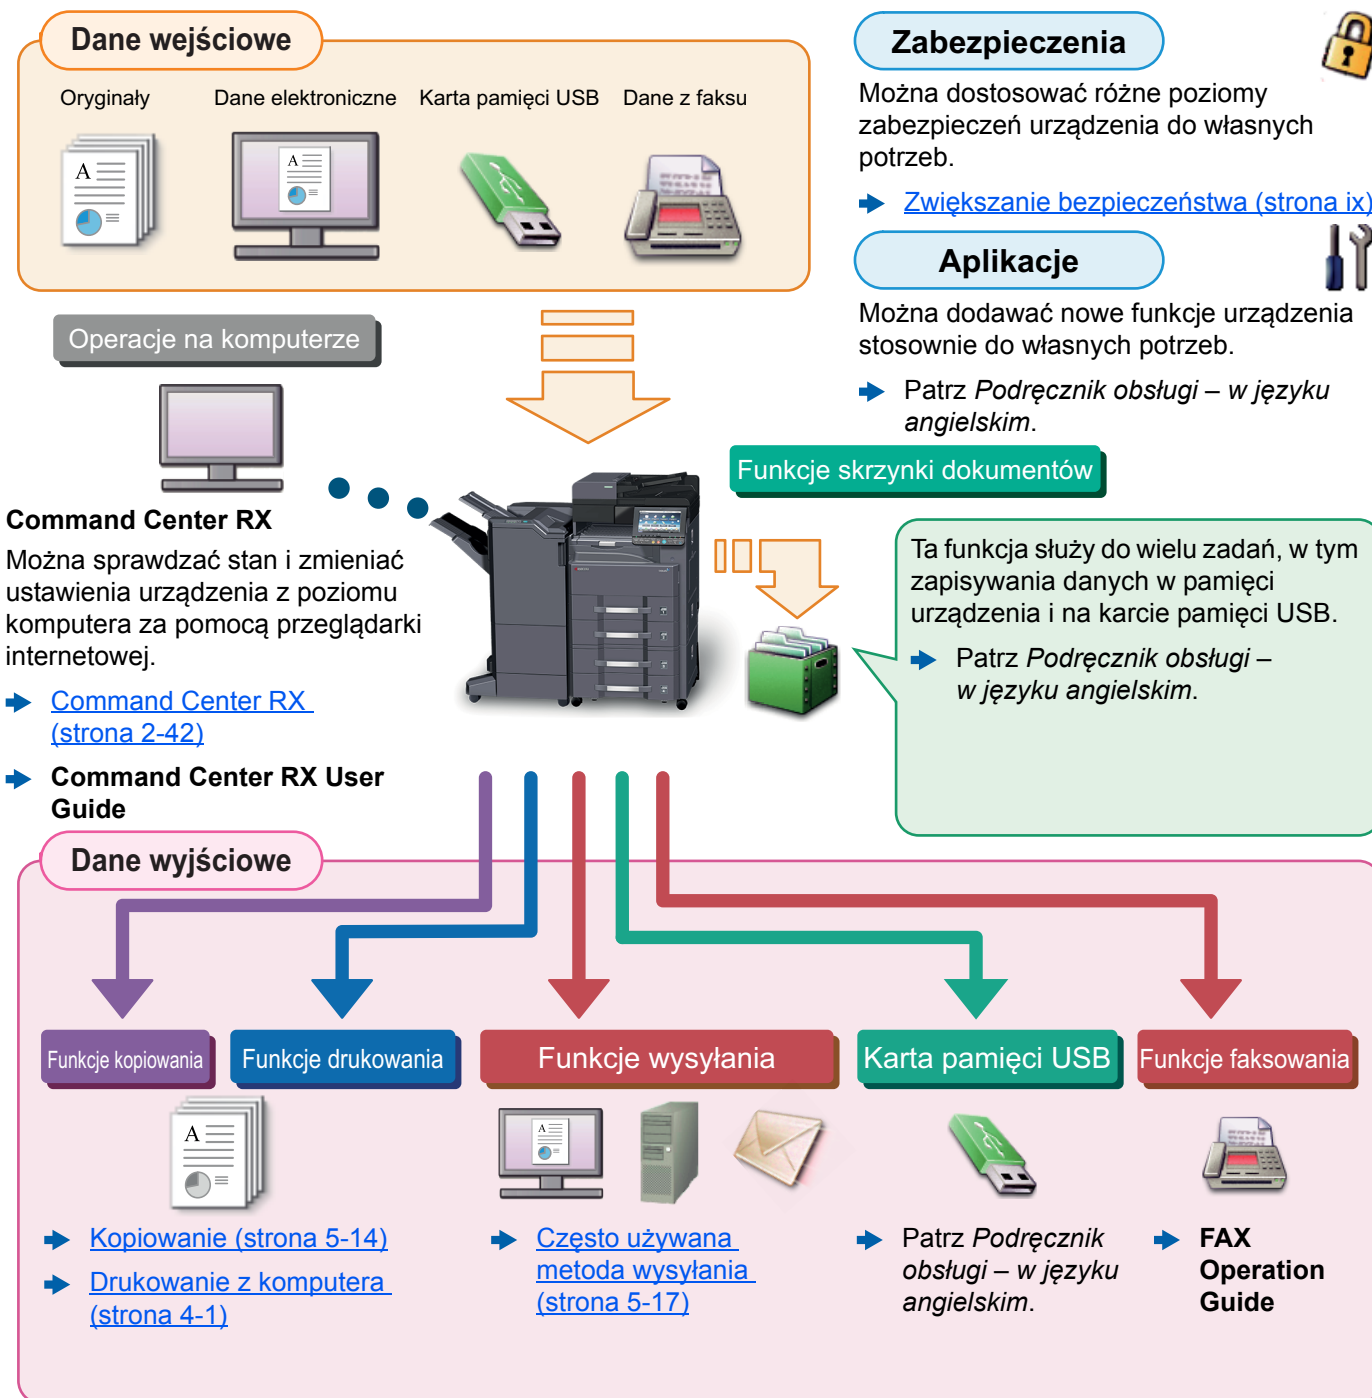 Dane wejściowe
Oryginały
Dane elektroniczne
Karta pamięci USB
Dane z faksu
Zabezpieczenia
Można dostosować różne poziomy
zabezpieczeń urządzenia do własnych
potrzeb.
Zwiększanie bezpieczeństwa (strona ix)
Aplikacje
Można dodawać nowe funkcje urządzenia
stosownie do własnych potrzeb.
Patrz Podręcznik obsługi – w języku
angielskim.
Operacje na komputerze
Command Center RX
Można sprawdzać stan i zmieniać
ustawienia urządzenia z poziomu
komputera za pomocą przeglądarki
internetowej.
Command Center RX
(strona 2-42)
Command Center RX User
Guide
Funkcje skrzynki dokumentów
Ta funkcja służy do wielu zadań, w tym
zapisywania danych w pamięci
urządzenia i na karcie pamięci USB.
Patrz Podręcznik obsługi –
w języku angielskim.
Dane wyjściowe
Funkcje kopiowania
Funkcje drukowania
Funkcje wysyłania
Karta pamięci USB
Funkcje faksowania
A
A
A
A
Kopiowanie (strona 5-14)
Drukowanie z komputera
(strona 4-1)
Często używana
metoda wysyłania
(strona 5-17)
Patrz Podręcznik
obsługi – w języku
angielskim.
FAX
Operation
Guide